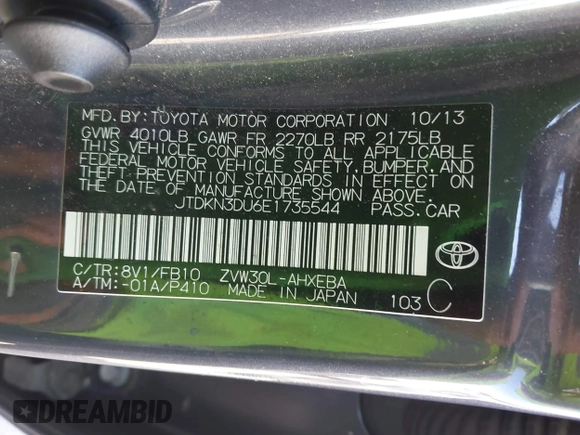 MFD. BY: TOYOTA MOTOR CORPORATION 10/13
GVWR 4010LB GAWR FR 2270LB RR 2175LB
THIS VEHICLE CONFORMS TO ALL APPLICABLE
FEDERAL MOTOR VEHICLE SAFETY, BUMPER, AND
THEFT PREVENTION STANDARDS IN EFFECT ON
THE DATE OF MANUFACTURE SHOWN ABOVE.
JTDKN3DU6E1735544 PASS. CAR
C/TR: 8V1/FB10 ZVW30L-AHXEBA
A/TM: -01A/P410 MADE IN JAPAN 103 C
TOYOTA
DREAMBID